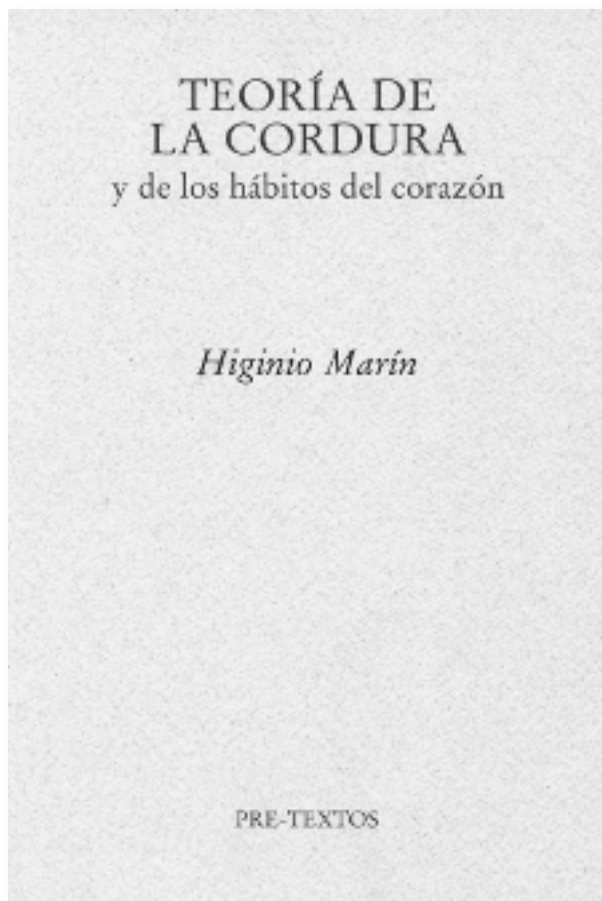 TEORÍA DE
LA CORDURA
y de los hábitos del corazón
Higinio Marín
PRE-TEXTOS